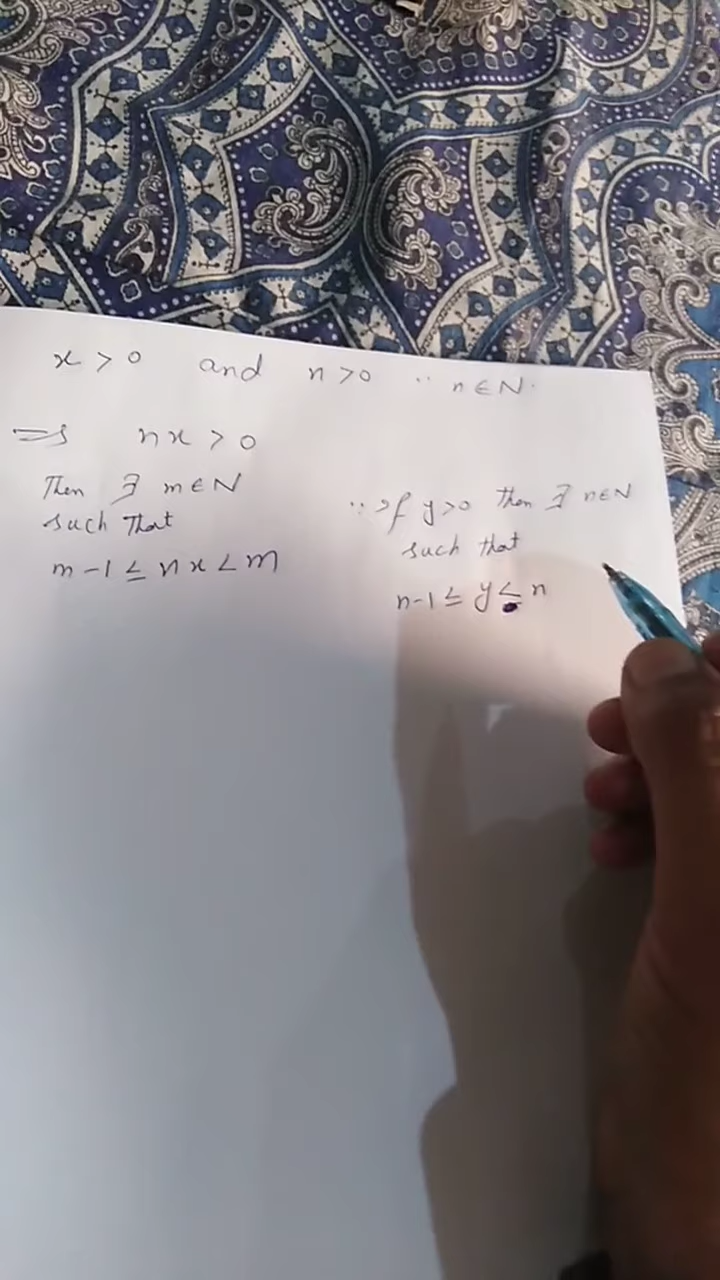 x > 0 and n > 0 ∵ n ∈ N.
⇒ nx > 0
Then ∃ m ∈ N
such that
m - 1 ≤ nx < m
∵ If y > 0 then ∃ n ∈ N
such that
n - 1 ≤ y < n